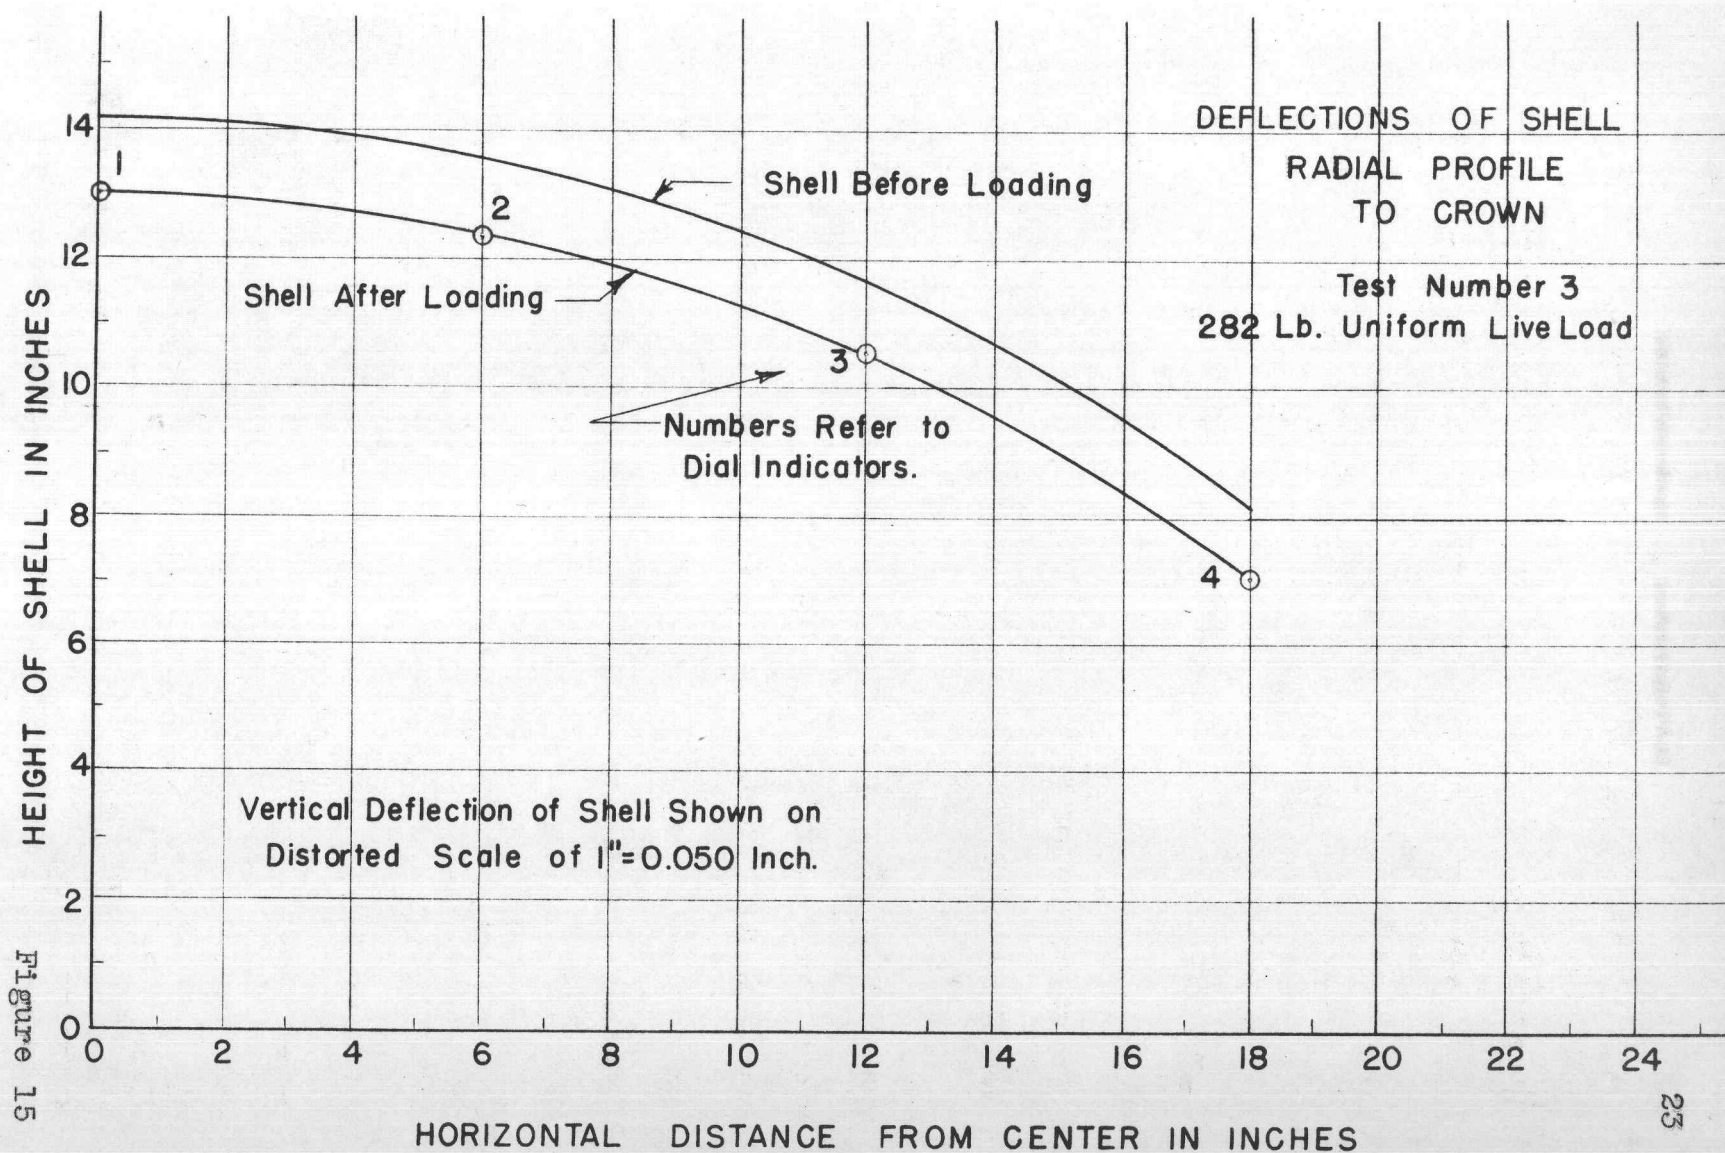 DEFLECTIONS OF SHELL
RADIAL PROFILE
TO CROWN
Test Number 3
282 Lb. Uniform Live Load
Shell Before Loading
Shell After Loading
1
2
3
4
Numbers Refer to
Dial Indicators.
Vertical Deflection of Shell Shown on
Distorted Scale of 1"=0.050 Inch.
HEIGHT OF SHELL IN INCHES
14
12
10
8
6
4
2
0
0 2 4 6 8 10 12 14 16 18 20 22 24
HORIZONTAL DISTANCE FROM CENTER IN INCHES
Figure 15
23